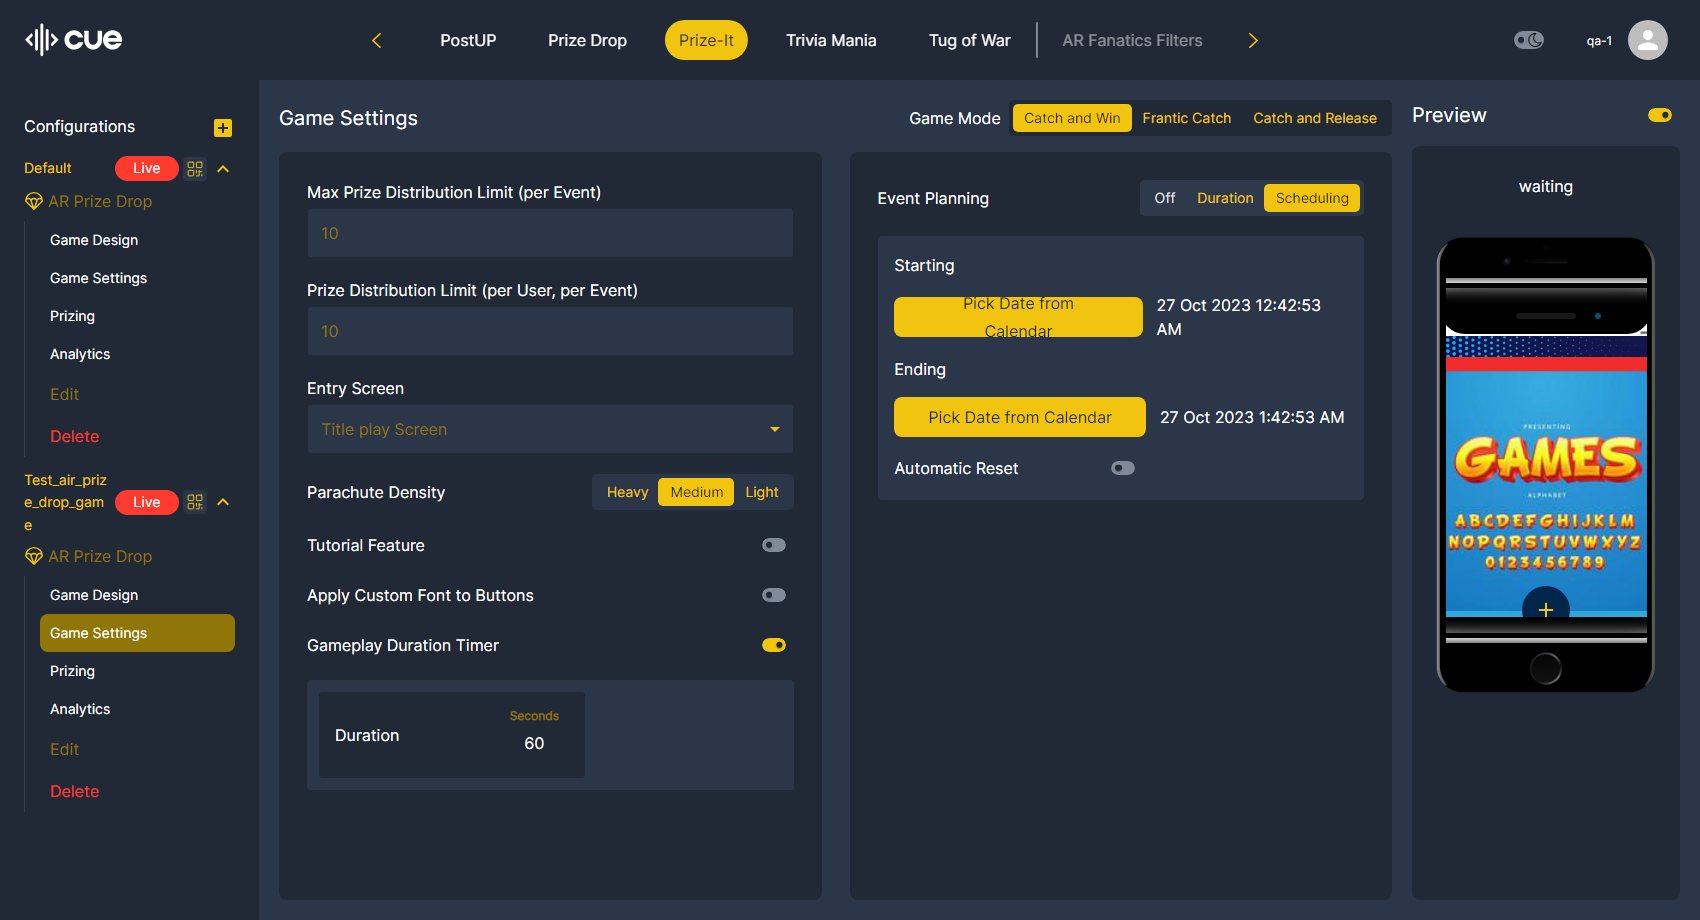 cue
PostUP
Prize Drop
Prize-It
Trivia Mania
Tug of War
AR Fanatics Filters
qa-1
Configurations
Default
Live
AR Prize Drop
Game Design
Game Settings
Prizing
Analytics
Edit
Delete
Test_air_priz
e_drop_gam
e
Live
AR Prize Drop
Game Design
Game Settings
Prizing
Analytics
Edit
Delete
Game Settings
Max Prize Distribution Limit (per Event)
10
Prize Distribution Limit (per User, per Event)
10
Entry Screen
Title play Screen
Parachute Density
Heavy
Medium
Light
Tutorial Feature
Apply Custom Font to Buttons
Gameplay Duration Timer
Duration
Seconds
60
Game Mode
Catch and Win
Frantic Catch
Catch and Release
Event Planning
Off
Duration
Scheduling
Starting
Pick Date from
Calendar
27 Oct 2023 12:42:53
AM
Ending
Pick Date from Calendar
27 Oct 2023 1:42:53 AM
Automatic Reset
Preview
waiting
PRESENTING
GAMES
ALPHABET
ABCDEFGHIJKLM
NOPQRSTUVWXYZ
0123456789